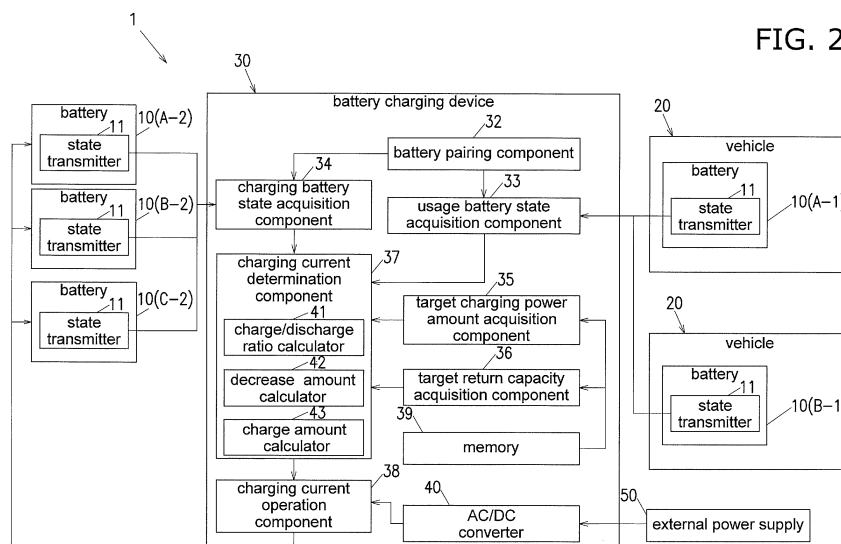 1
FIG. 2
30
battery charging device
battery
11
state
transmitter
10(A-2)
battery
11
state
transmitter
10(B-2)
battery
11
state
transmitter
10(C-2)
32
battery pairing component
34
charging battery
state acquisition
component
33
usage battery state
acquisition component
37
charging current
determination
component
41
charge/discharge
ratio calculator
42
decrease amount
calculator
43
charge amount
calculator
35
target charging power
amount acquisition
component
36
target return capacity
acquisition component
39
memory
38
charging current
operation
component
40
AC/DC
converter
20
vehicle
battery
11
state
transmitter
10(A-1)
20
vehicle
battery
11
state
transmitter
10(B-1
50
external power supply